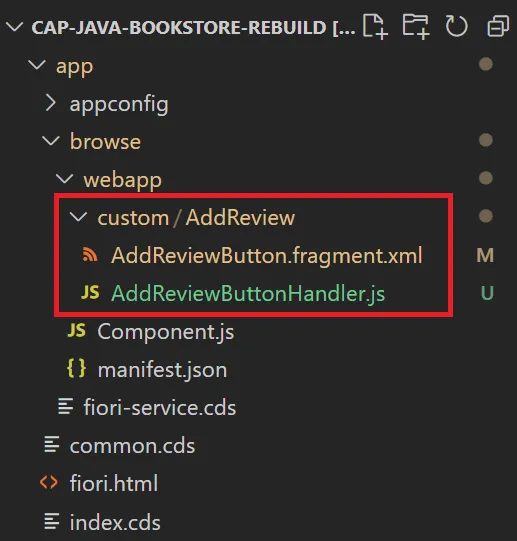 CAP-JAVA-BOOKSTORE-REBUILD [...
app
appconfig
browse
webapp
custom/AddReview
AddReviewButton.fragment.xml M
JS AddReviewButtonHandler.js U
JS Component.js
{} manifest.json
fiori-service.cds
common.cds
<> fiori.html
index.cds